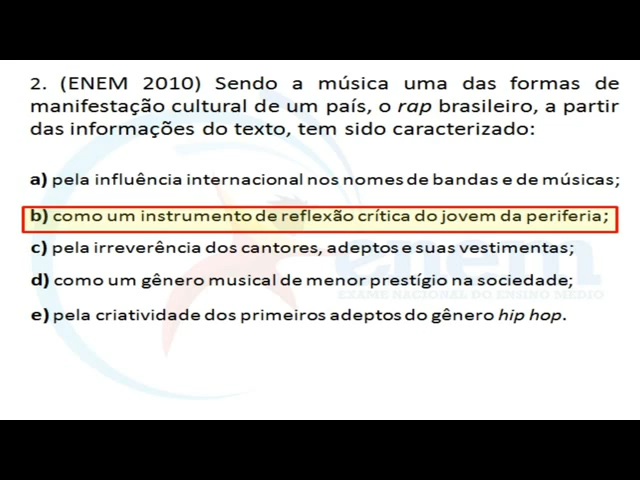 2. (ENEM 2010) Sendo a música uma das formas de
manifestação cultural de um país, o rap brasileiro, a partir
das informações do texto, tem sido caracterizado:
a) pela influência internacional nos nomes de bandas e de músicas;
b) como um instrumento de reflexão crítica do jovem da periferia;
c) pela irreverência dos cantores, adeptos e suas vestimentas;
enem
d) como um gênero musical de menor prestígio na sociedade;
EXAME NACIONAL DO ENSINO MÉDIO
e) pela criatividade dos primeiros adeptos do gênero hip hop.